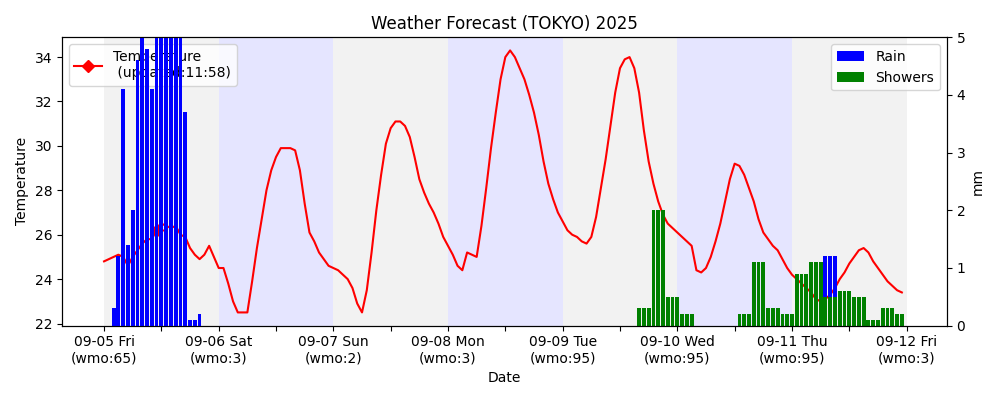 Weather Forecast (TOKYO) 2025
Temperature
(updated:11:58)
Rain
Showers
34
32
30
28
26
24
22
Temperature
5
4
3
2
1
0
mm
09-05 Fri
(wmo:65)
09-06 Sat
(wmo:3)
09-07 Sun
(wmo:2)
09-08 Mon
(wmo:3)
09-09 Tue
(wmo:95)
09-10 Wed
(wmo:95)
09-11 Thu
(wmo:95)
09-12 Fri
(wmo:3)
Date